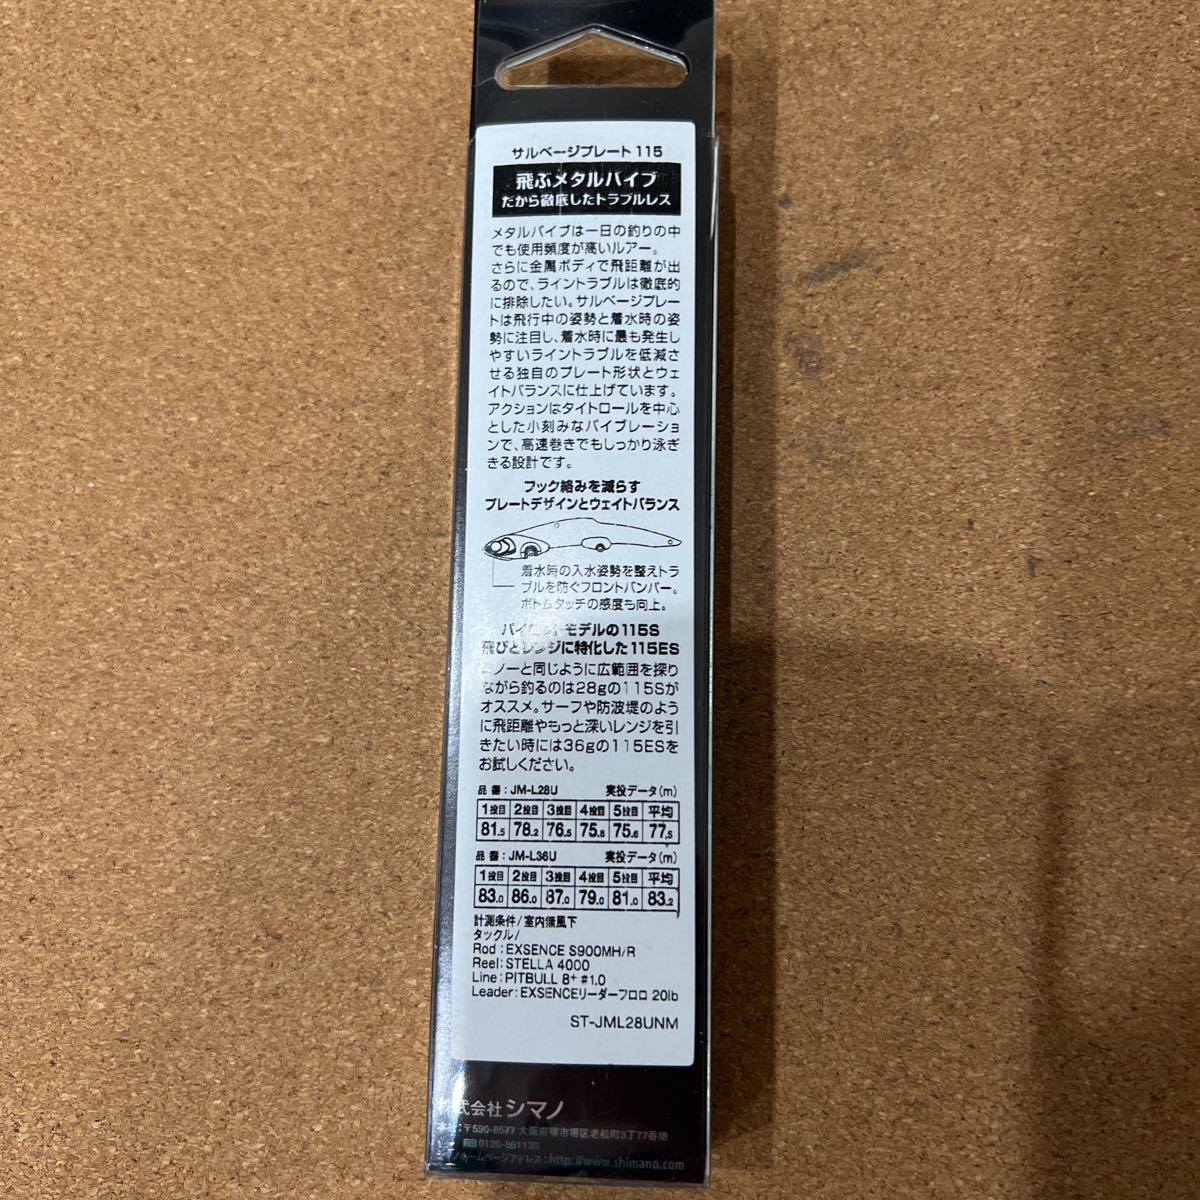 サルベージプレート115
飛ぶメタルバイブ
だから徹底したトラブルレス
メタルバイブは一日の釣りの中
でも使用頻度が高いルアー。
さらに金属ボディで飛距離が出
るので、ライントラブルは徹底的
に排除したい。サルベージプレー
トは飛行中の姿勢と着水時の姿
勢に注目し、着水時に最も発生し
やすいライントラブルを低減さ
せる独自のプレート形状とウェ
イトバランスに仕上げています。
アクションはタイトロールを中心
とした小刻みなバイブレーショ
ンで、高速巻きでもしっかり泳ぎ
きる設計です。
フック絡みを減らす
プレートデザインとウェイトバランス
着水時の入水姿勢を整えトラ
ブルを防ぐフロントバンパー。
ボトムタッチの感度も向上。
パイロットモデルの115S
飛びとレンジに特化した115ES
ミノーと同じように広範囲を探り
ながら釣るのは28gの115Sが
オススメ。サーフや防波堤のよう
に飛距離やもっと深いレンジを引
きたい時には36gの115ESを
お試しください。
品番:JM-L28U 実投データ(m)
1投目 2投目 3投目 4投目 5投目 平均
81.5 78.2 76.5 75.8 75.6 77.5
品番:JM-L36U 実投データ(m)
1投目 2投目 3投目 4投目 5投目 平均
83.0 86.0 87.0 79.0 81.0 83.2
計測条件/室内無風下
タックル/
Rod:EXSENCE S900MH/R
Reel:STELLA 4000
Line:PITBULL 8+ #1.0
Leader:EXSENCEリーダーフロロ 20lb
ST-JML28UNM
株式会社シマノ
本社:〒590-8577 大阪府堺市堺区老松町3丁77番地
0120-861130
シマノホームページアドレス:http://www.shimano.com